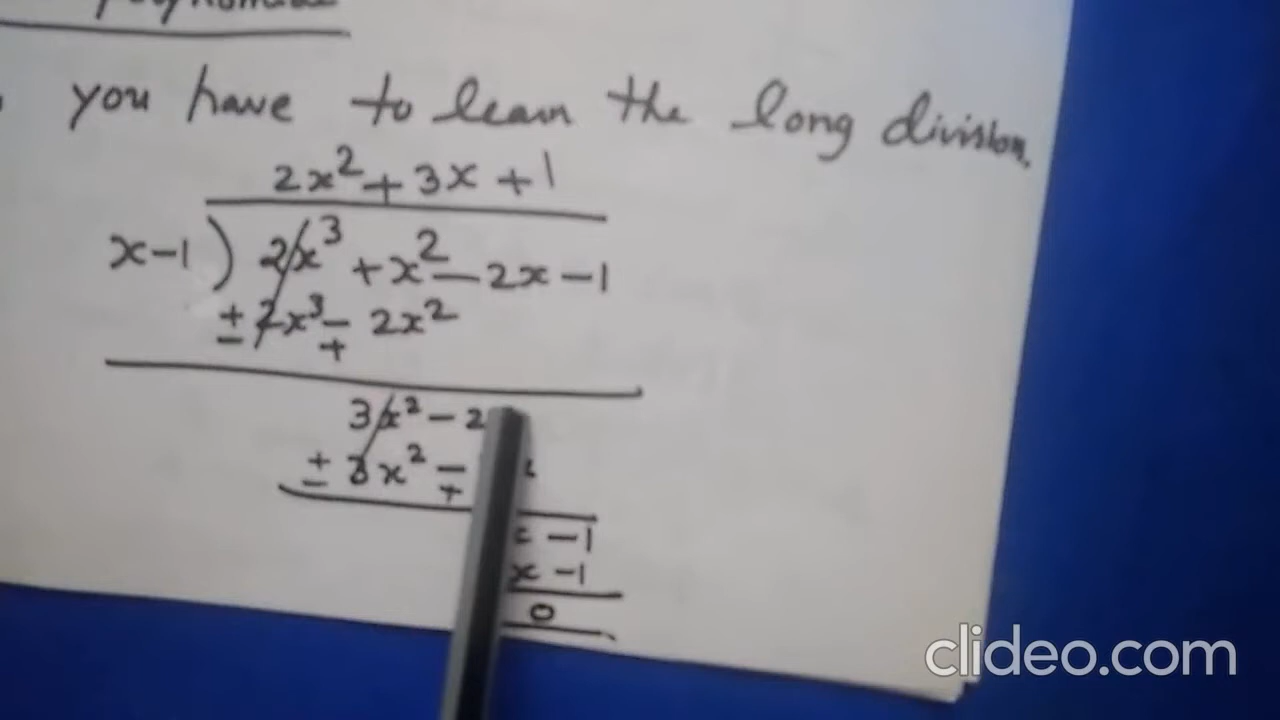 you have to learn the long division.
2x² + 3x + 1
x-1 ) 2x³ + x² - 2x - 1
± 2x³ ∓ 2x²
3x² - 2
± 3x² ∓
- 1
x - 1
0
clideo.com